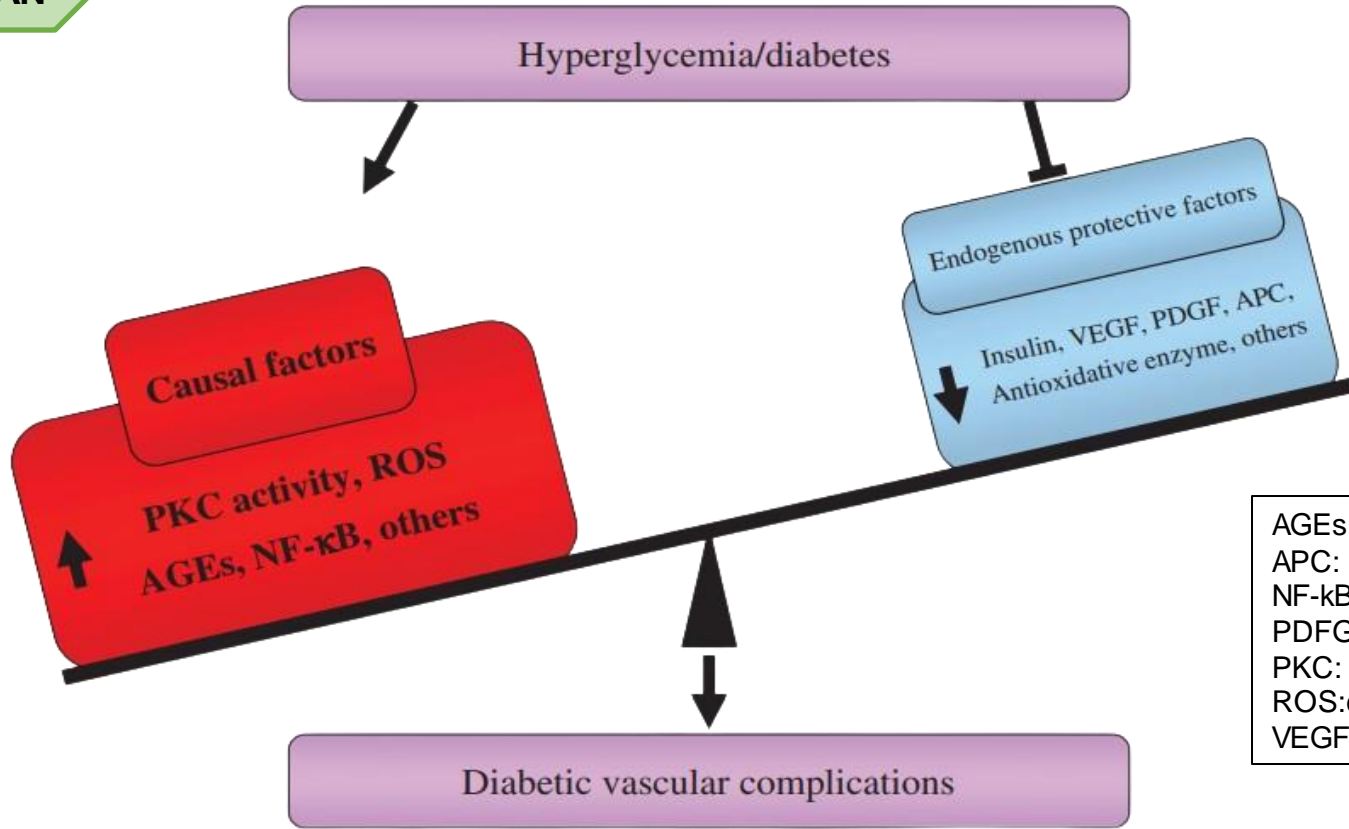 Hyperglycemia/diabetes
Endogenous protective factors
Insulin, VEGF, PDGF, APC,
Antioxidative enzyme, others
Causal factors
PKC activity, ROS
AGEs, NF-κB, others
AGEs
APC:
NF-kB
PDFG
PKC:
ROS:
VEGF
Diabetic vascular complications